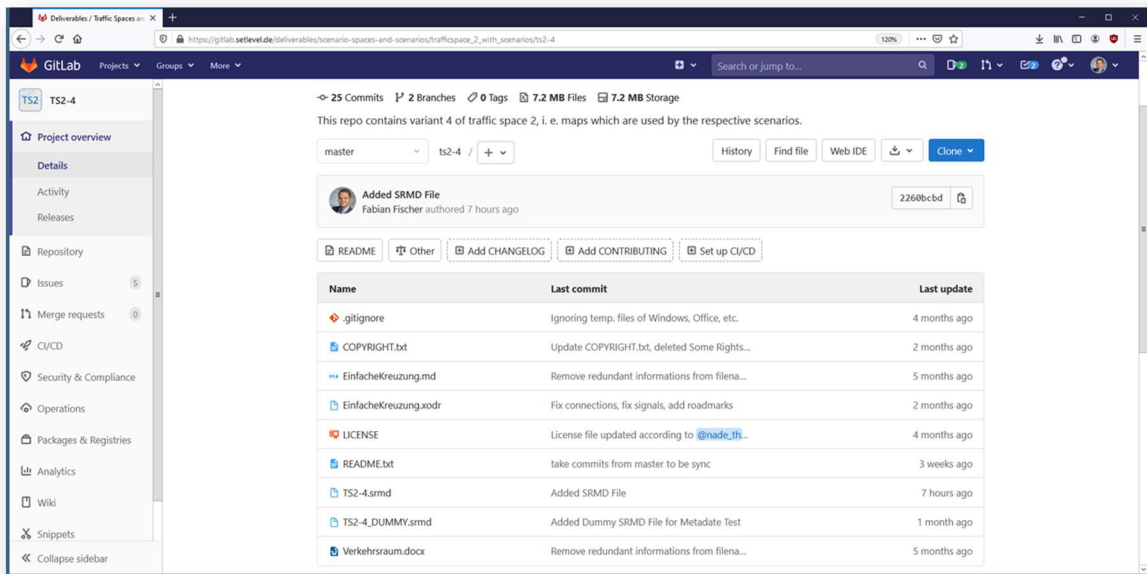 Deliverables / Traffic Spaces an
https://gitlab.setlevel.de/deliverables/scenario-spaces-and-scenarios/trafficspace_2_with_scenarios/ts2-4
120%
GitLab Projects Groups More Search or jump to... 2 2
TS2 TS2-4
Project overview
Details
Activity
Releases
Repository
Issues 5
Merge requests 0
CI/CD
Security & Compliance
Operations
Packages & Registries
Analytics
Wiki
Snippets
Collapse sidebar
25 Commits 2 Branches 0 Tags 7.2 MB Files 7.2 MB Storage
This repo contains variant 4 of traffic space 2, i. e. maps which are used by the respective scenarios.
master ts2-4 / + History Find file Web IDE Clone
Added SRMD File
Fabian Fischer authored 7 hours ago
2260bcbd
README Other Add CHANGELOG Add CONTRIBUTING Set up CI/CD
Name Last commit Last update
.gitignore Ignoring temp. files of Windows, Office, etc. 4 months ago
COPYRIGHT.txt Update COPYRIGHT.txt, deleted Some Rights... 2 months ago
EinfacheKreuzung.md Remove redundant informations from filena... 5 months ago
EinfacheKreuzung.xodr Fix connections, fix signals, add roadmarks 2 months ago
LICENSE License file updated according to @nade_th... 4 months ago
README.txt take commits from master to be sync 3 weeks ago
TS2-4.srmd Added SRMD File 7 hours ago
TS2-4_DUMMY.srmd Added Dummy SRMD File for Metadate Test 1 month ago
Verkehrsraum.docx Remove redundant informations from filena... 5 months ago